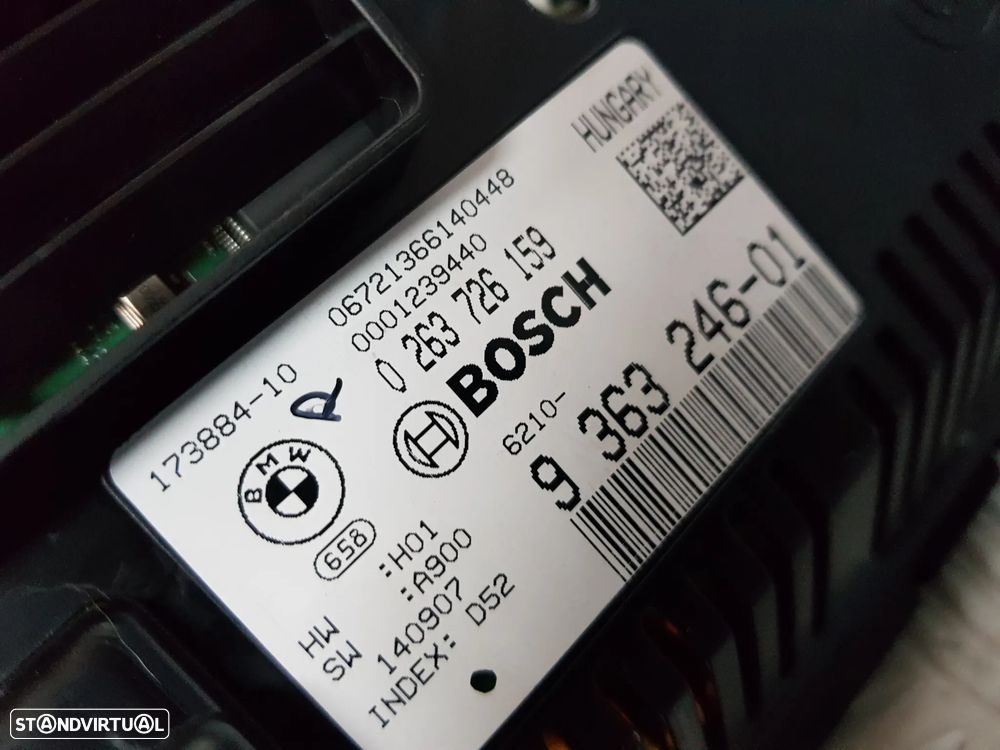 HUNGARY
06721366140448
0001239440
0 263 726 159
BOSCH
173884-10
R
BMW
658
6210-
9 363 246-01
HW :H01
SW :A900
140907
INDEX: D52
STANDVIRTUAL